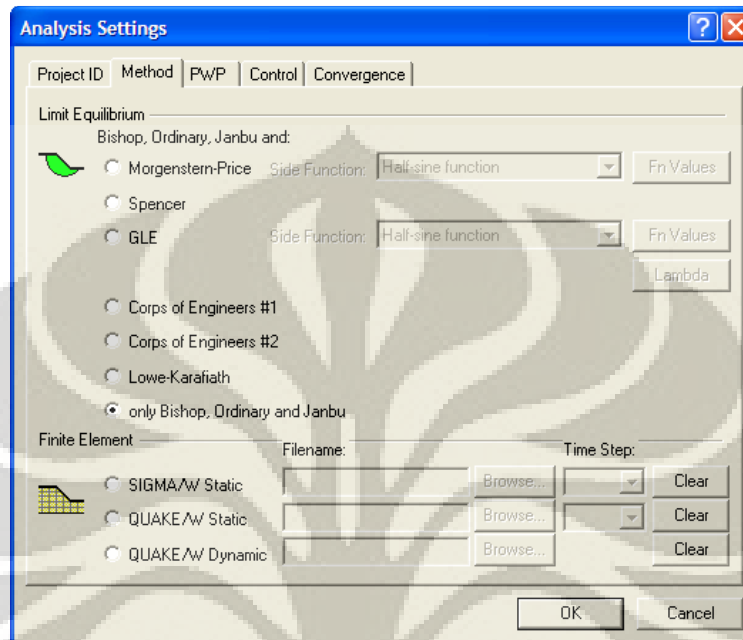 Analysis Settings
Project ID Method PWP Control Convergence
Limit Equilibrium
Bishop, Ordinary, Janbu and:
Morgenstern-Price Side Function: Half-sine function Fn Values
Spencer
GLE Side Function: Half-sine function Fn Values
Lambda
Corps of Engineers #1
Corps of Engineers #2
Lowe-Karafiath
only Bishop, Ordinary and Janbu
Finite Element Filename: Time Step:
SIGMA/W Static Browse... Clear
QUAKE/W Static Browse... Clear
QUAKE/W Dynamic Browse... Clear
OK Cancel